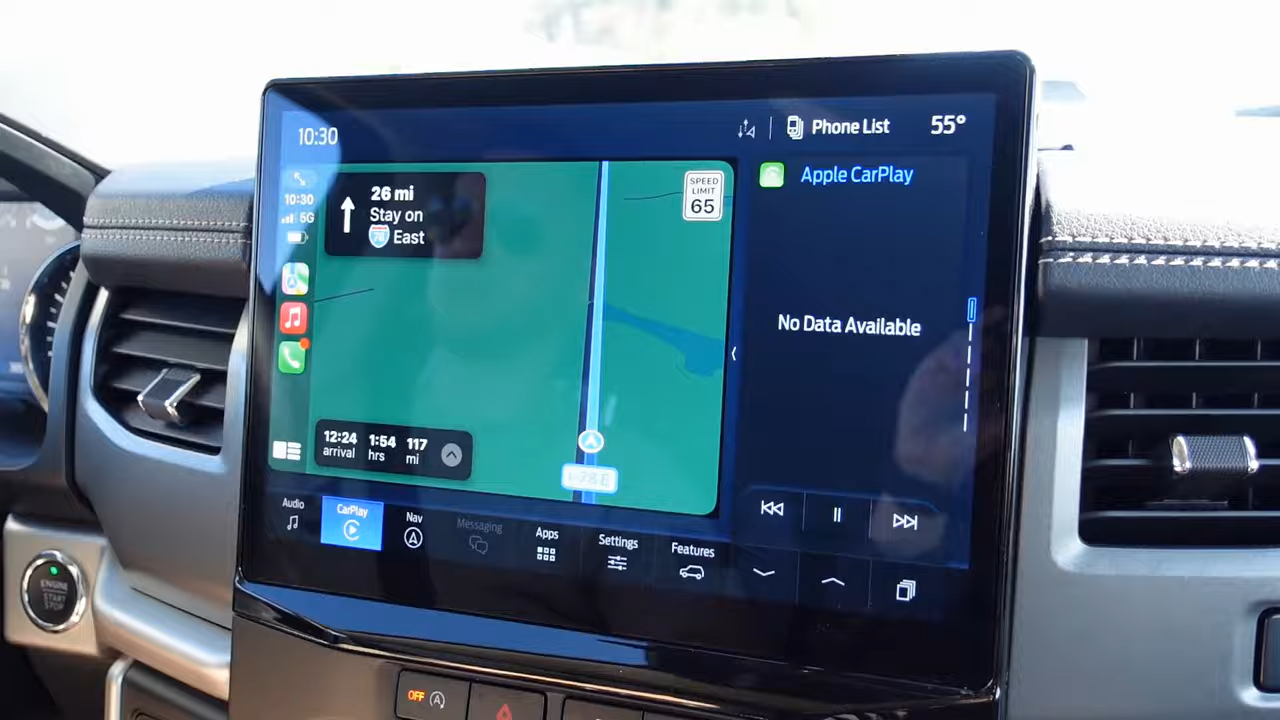 10:30
Phone List
55°
10:30
5G
26 mi
Stay on
East
SPEED
LIMIT
65
Apple CarPlay
No Data Available
12:24
arrival
1:54
hrs
117
mi
I-78 E
Audio
CarPlay
Nav
Messaging
Apps
Settings
Features
ENGINE
START
STOP
OFF
A